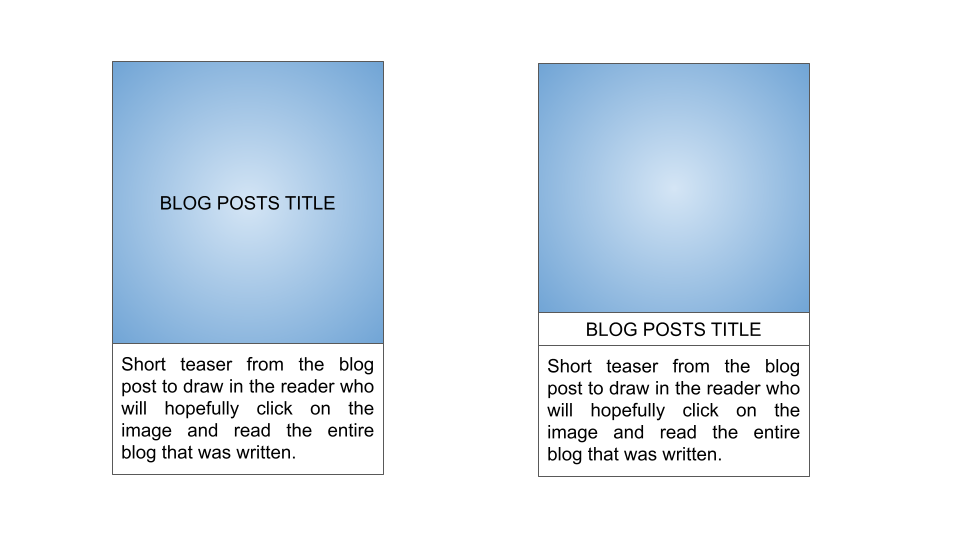 BLOG POSTS TITLE
Short teaser from the blog
post to draw in the reader who
will hopefully click on the
image and read the entire
blog that was written.
BLOG POSTS TITLE
Short teaser from the blog
post to draw in the reader who
will hopefully click on the
image and read the entire
blog that was written.